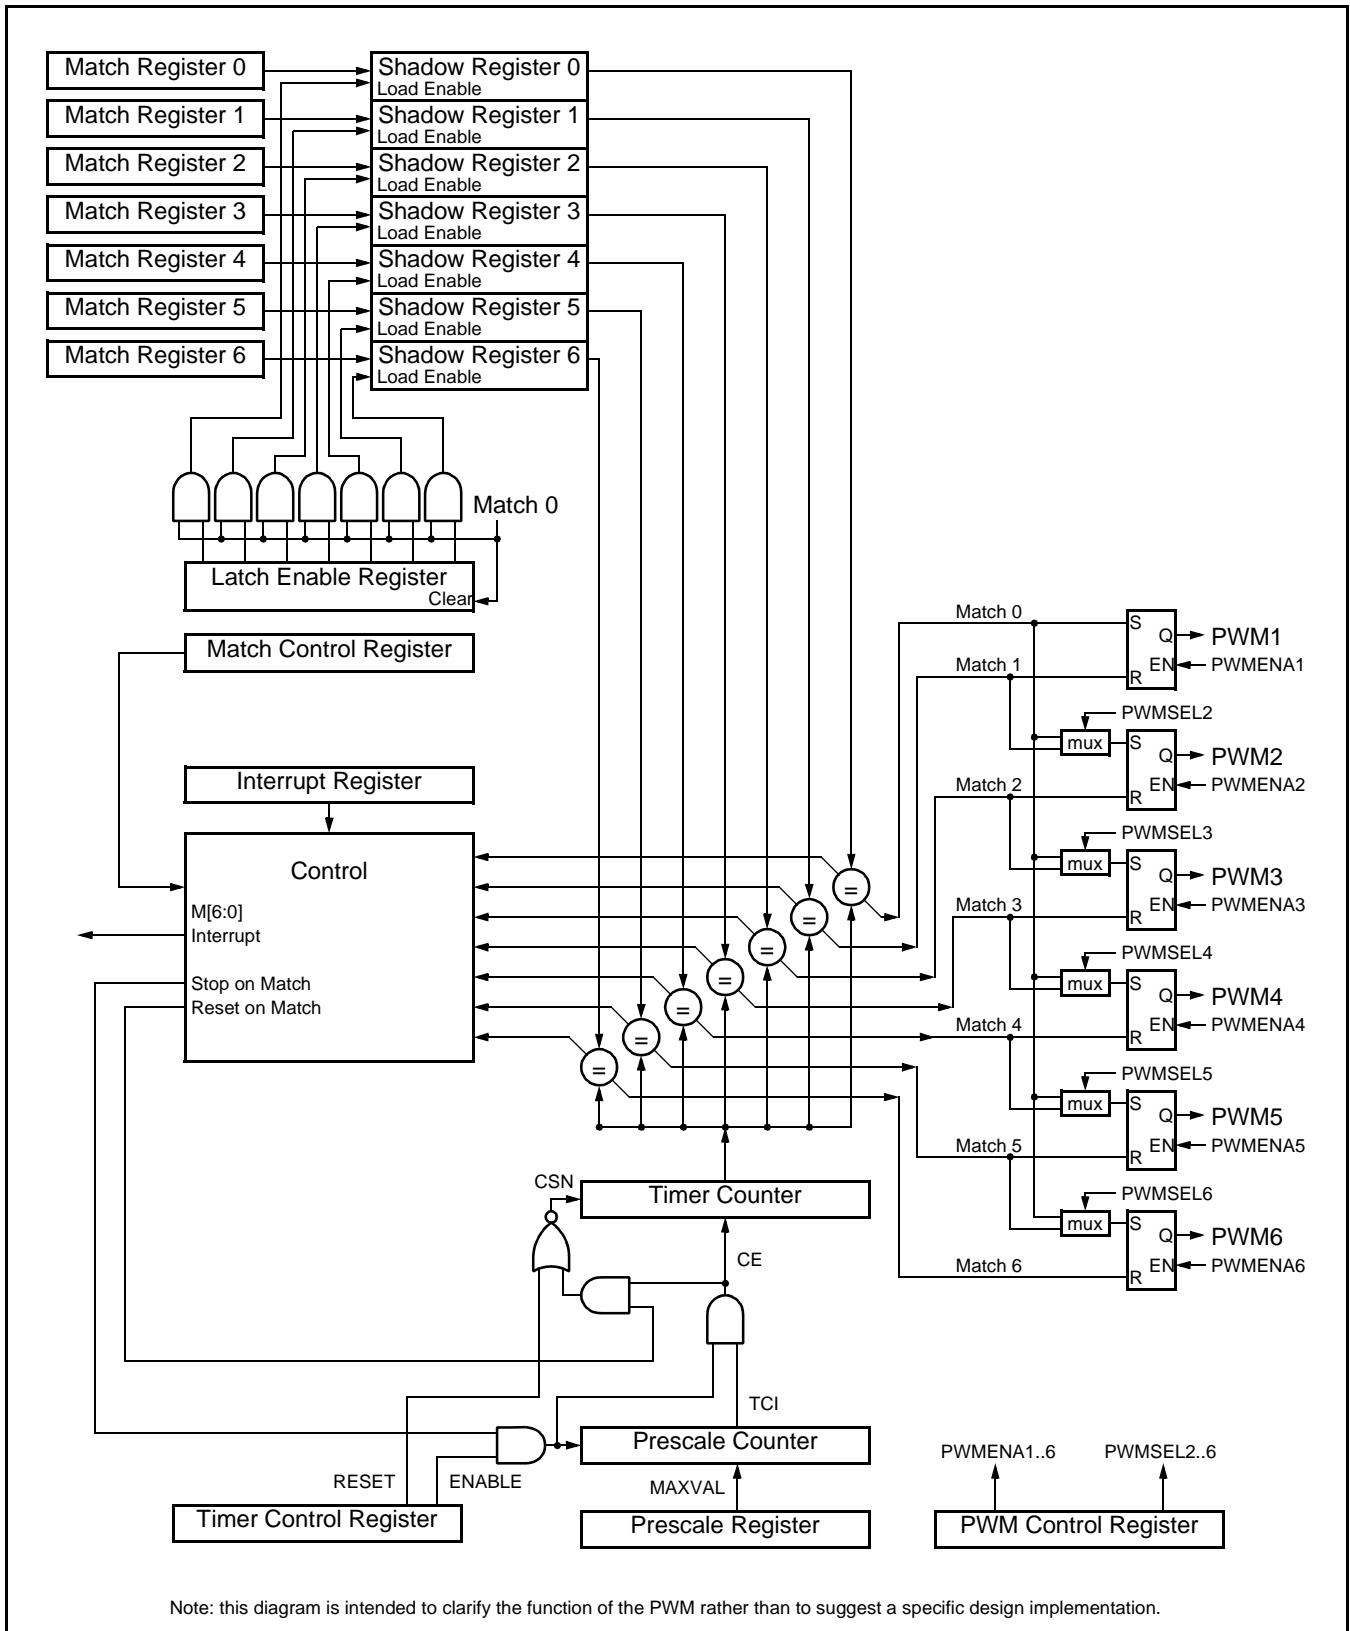 Match Register 0
Shadow Register 0
Load Enable
Match Register 1
Shadow Register 1
Load Enable
Match Register 2
Shadow Register 2
Load Enable
Match Register 3
Shadow Register 3
Load Enable
Match Register 4
Shadow Register 4
Load Enable
Match Register 5
Shadow Register 5
Load Enable
Match Register 6
Shadow Register 6
Load Enable
Match 0
Latch Enable Register
Clear
Match Control Register
Interrupt Register
Control
M[6:0]
Interrupt
Stop on Match
Reset on Match
=
=
=
=
=
=
=
Match 0
S
Q
PWM1
Match 1
EN
PWMENA1
R
PWMSEL2
mux
S
Q
PWM2
Match 2
EN
PWMENA2
R
PWMSEL3
mux
S
Q
PWM3
Match 3
EN
PWMENA3
R
PWMSEL4
mux
S
Q
PWM4
Match 4
EN
PWMENA4
R
PWMSEL5
mux
S
Q
PWM5
Match 5
EN
PWMENA5
R
PWMSEL6
mux
S
Q
PWM6
Match 6
EN
PWMENA6
R
CSN
Timer Counter
CE
TCI
Prescale Counter
RESET
ENABLE
MAXVAL
Timer Control Register
Prescale Register
PWMENA1..6
PWMSEL2..6
PWM Control Register
Note: this diagram is intended to clarify the function of the PWM rather than to suggest a specific design implementation.